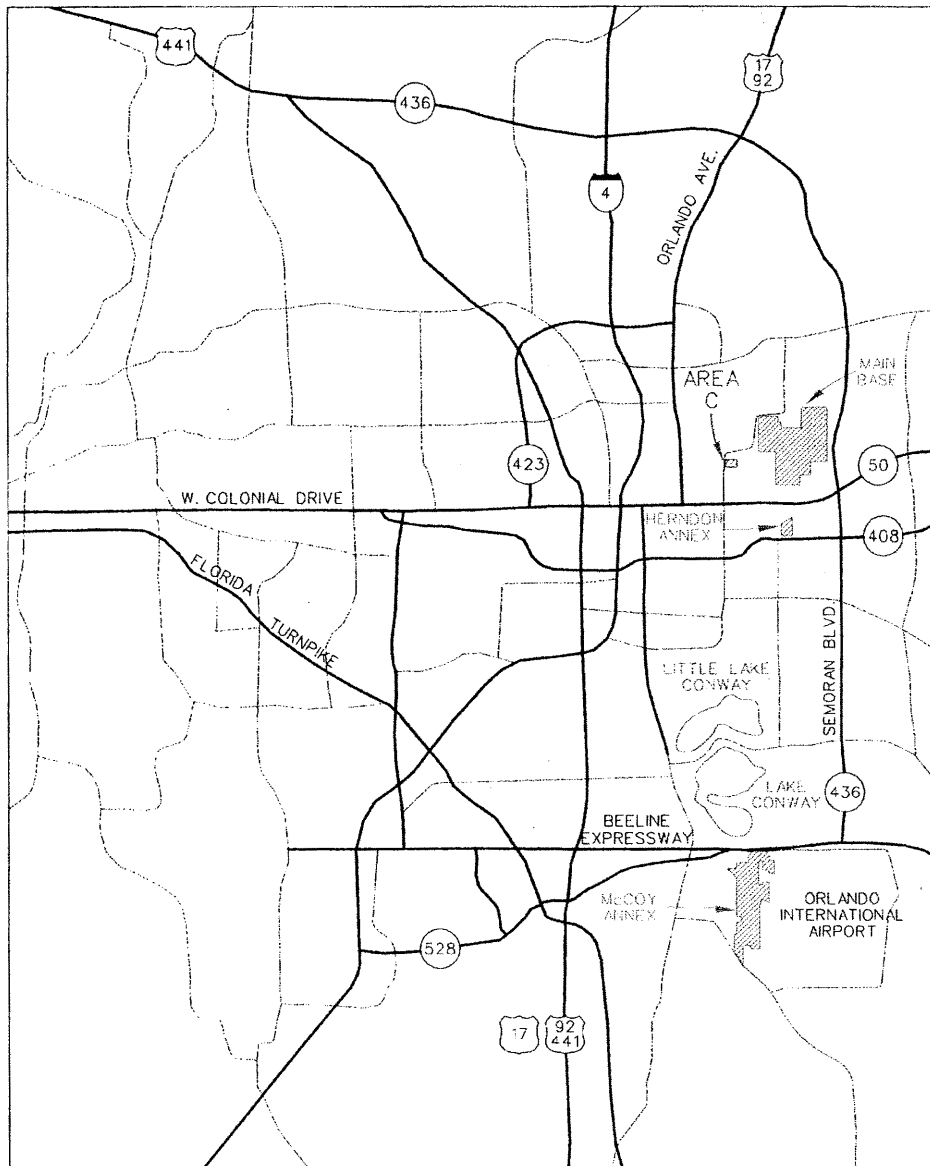 441
17
92
436
4
ORLANDO AVE.
MAIN
BASE
AREA
C
423
50
W. COLONIAL DRIVE
HERNDON
ANNEX
408
FLORIDA
TURNPIKE
LITTLE LAKE
CONWAY
SEMORAN BLVD.
LAKE
CONWAY
436
BEELINE
EXPRESSWAY
McCOY
ANNEX
ORLANDO
INTERNATIONAL
AIRPORT
528
17
92
441